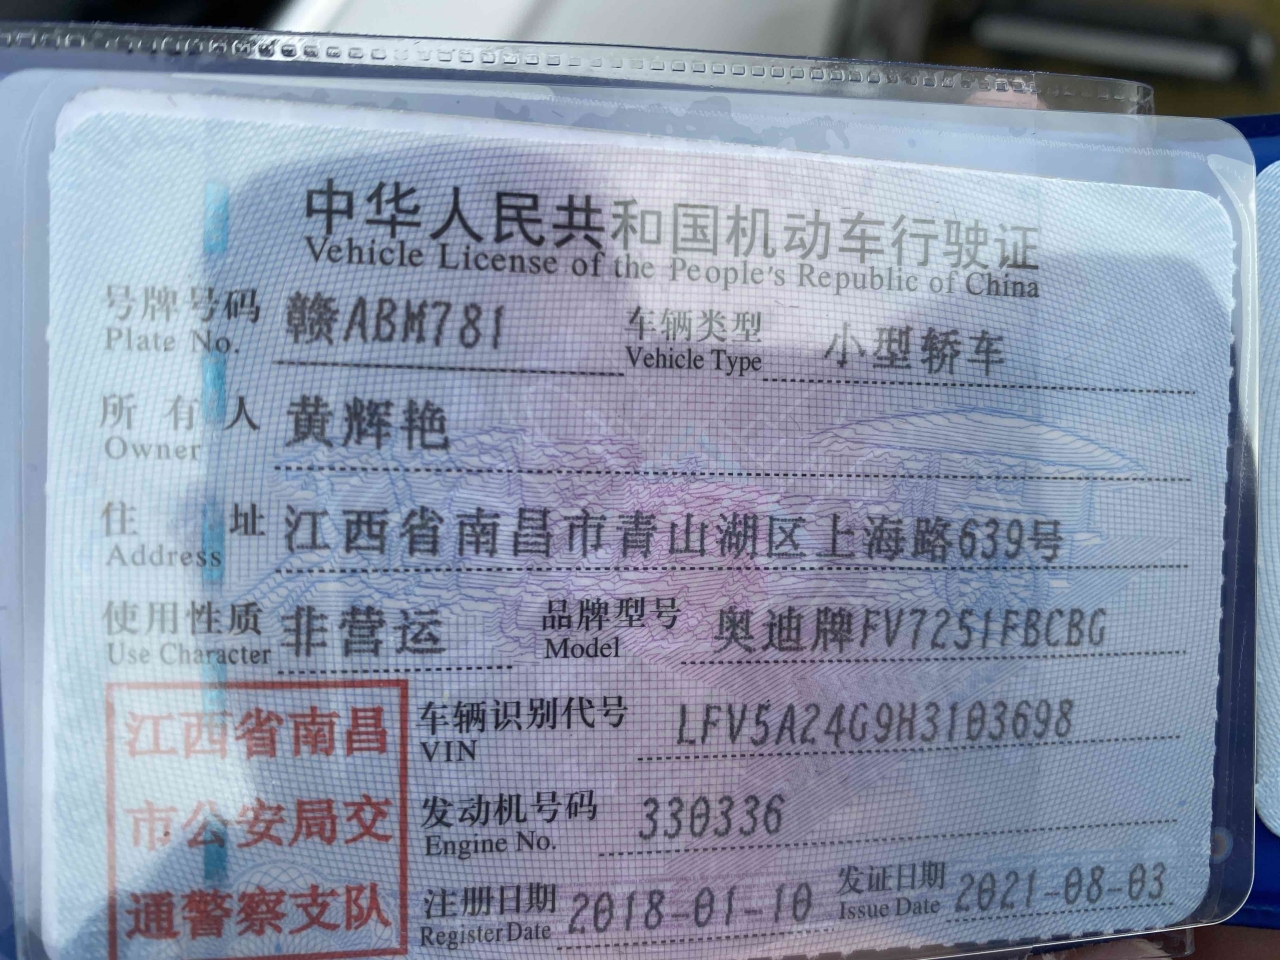 中华人民共和国机动车行驶证
Vehicle License of the People's Republic of China
号牌号码 赣ABM781 车辆类型 小型轿车
Plate No. Vehicle Type
所有人 黄辉艳
Owner
住址 江西省南昌市青山湖区上海路639号
Address
使用性质 非营运 品牌型号 奥迪牌FV7251FBCBG
Use Character Model
江西省南昌
市公安局交
通警察支队
车辆识别代号 LFV5A24G9H3103698
VIN
发动机号码 330336
Engine No.
注册日期 2018-01-10 发证日期 2021-08-03
Register Date Issue Date